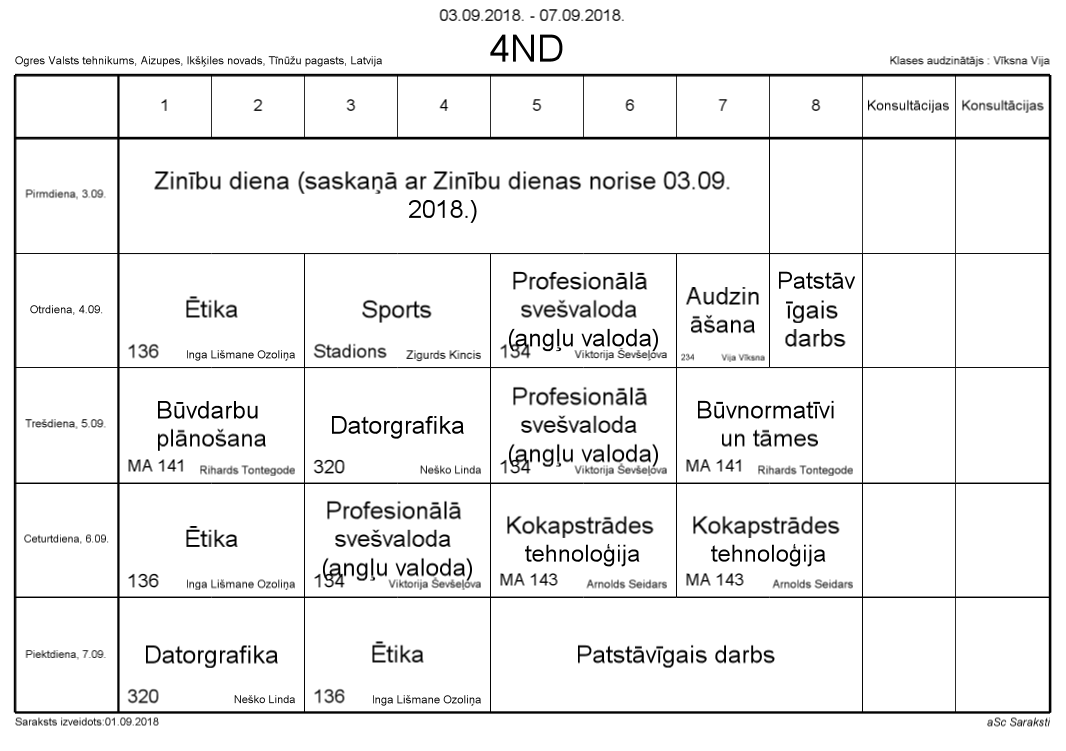 03.09.2018. - 07.09.2018.
4ND
Ogres Valsts tehnikums, Aizupes, Ikšķiles novads, Tīnūžu pagasts, Latvija
Klases audzinātājs : Vīksna Vija
1 2 3 4 5 6 7 8 Konsultācijas Konsultācijas
Pirmdiena, 3.09.
Zinību diena (saskaņā ar Zinību dienas norise 03.09.
2018.)
Otrdiena, 4.09.
Ētika
136 Inga Lišmane Ozoliņa
Sports
Stadions Zigurds Kincis
Profesionālā
svešvaloda
(angļu valoda)
134 Viktorija Ševšeļova
Audzin
āšana
234 Vija Vīksna
Patstāv
īgais
darbs
Trešdiena, 5.09.
Būvdarbu
plānošana
MA 141 Rihards Tontegode
Datorgrafika
320 Neško Linda
Profesionālā
svešvaloda
(angļu valoda)
134 Viktorija Ševšeļova
Būvnormatīvi
un tāmes
MA 141 Rihards Tontegode
Ceturtdiena, 6.09.
Ētika
136 Inga Lišmane Ozoliņa
Profesionālā
svešvaloda
(angļu valoda)
134 Viktorija Ševšeļova
Kokapstrādes
tehnoloģija
MA 143 Arnolds Seidars
Kokapstrādes
tehnoloģija
MA 143 Arnolds Seidars
Piektdiena, 7.09.
Datorgrafika
320 Neško Linda
Ētika
136 Inga Lišmane Ozoliņa
Patstāvīgais darbs
Saraksts izveidots:01.09.2018
aSc Saraksti